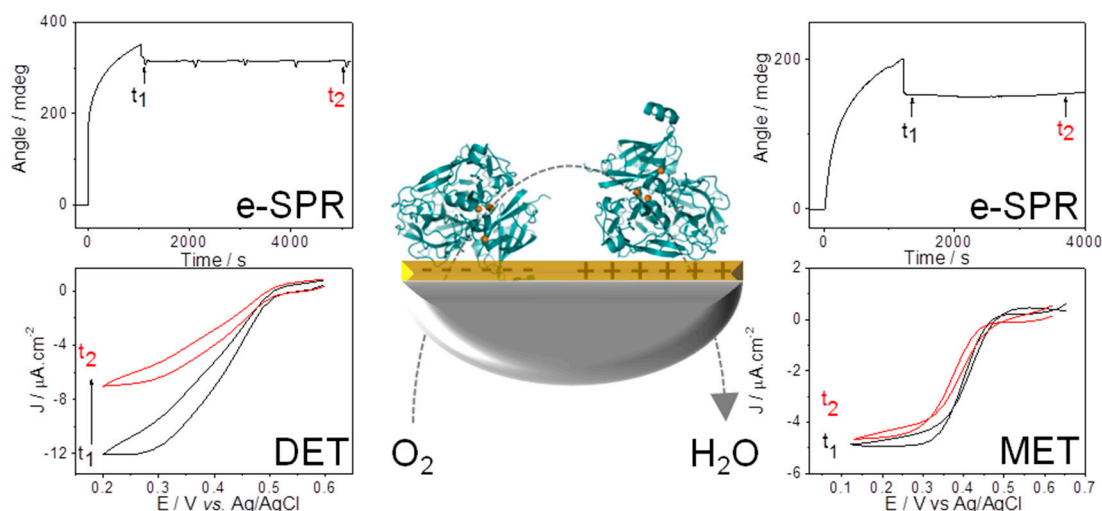 400
200
0
Angle / mdeg
t1
t2
e-SPR
0
2000
4000
Time / s
0
-4
-8
-12
J / µA.cm-2
t2
t1
DET
0.2
0.3
0.4
0.5
0.6
E / V vs. Ag/AgCl
- - - - - - -
+ + + + + +
O2
H2O
200
100
0
Angle / mdeg
t1
t2
e-SPR
0
2000
4000
Time / s
2
0
-2
-4
-6
J / µA.cm-2
t2
t1
MET
0.1
0.2
0.3
0.4
0.5
0.6
0.7
E / V vs Ag/AgCl